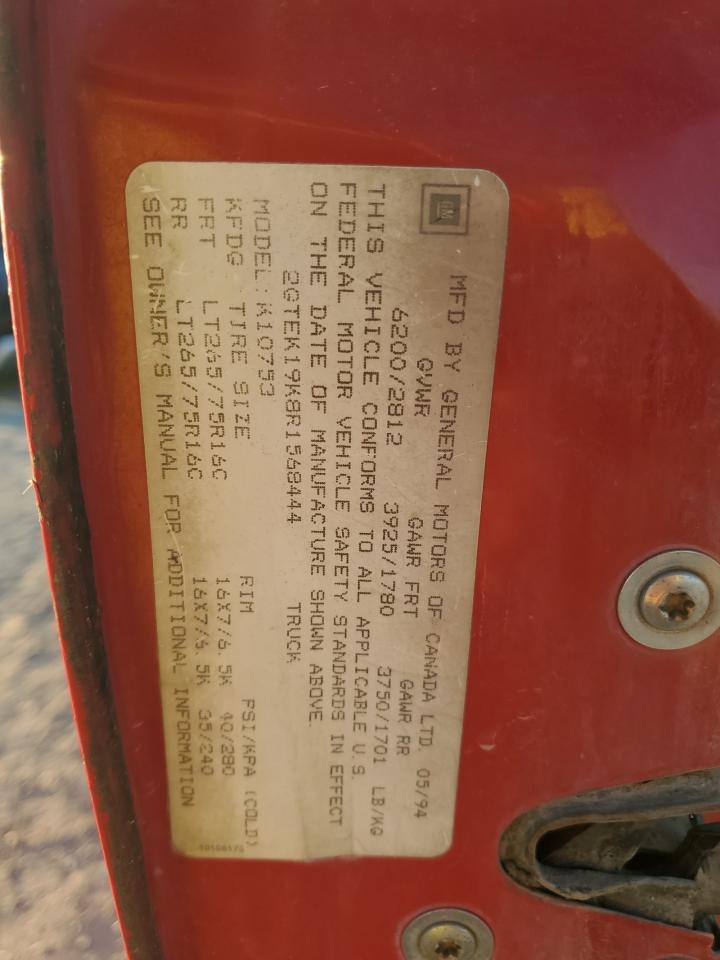 GM
MFD BY GENERAL MOTORS OF CANADA LTD. 05/94
GVWR GAWR FRT GAWR RR
6200/2812 3925/1780 3750/1701 LB/KG
THIS VEHICLE CONFORMS TO ALL APPLICABLE U.S.
FEDERAL MOTOR VEHICLE SAFETY STANDARDS IN EFFECT
ON THE DATE OF MANUFACTURE SHOWN ABOVE.
2GTEK19K8R1568444 TRUCK
MODEL: K10753
KFDG TIRE SIZE RIM PSI/KPA (COLD)
FRT LT265/75R16C 16X7/6.5K 40/280
RR LT265/75R16C 16X7/6.5K 35/240
SEE OWNER'S MANUAL FOR ADDITIONAL INFORMATION